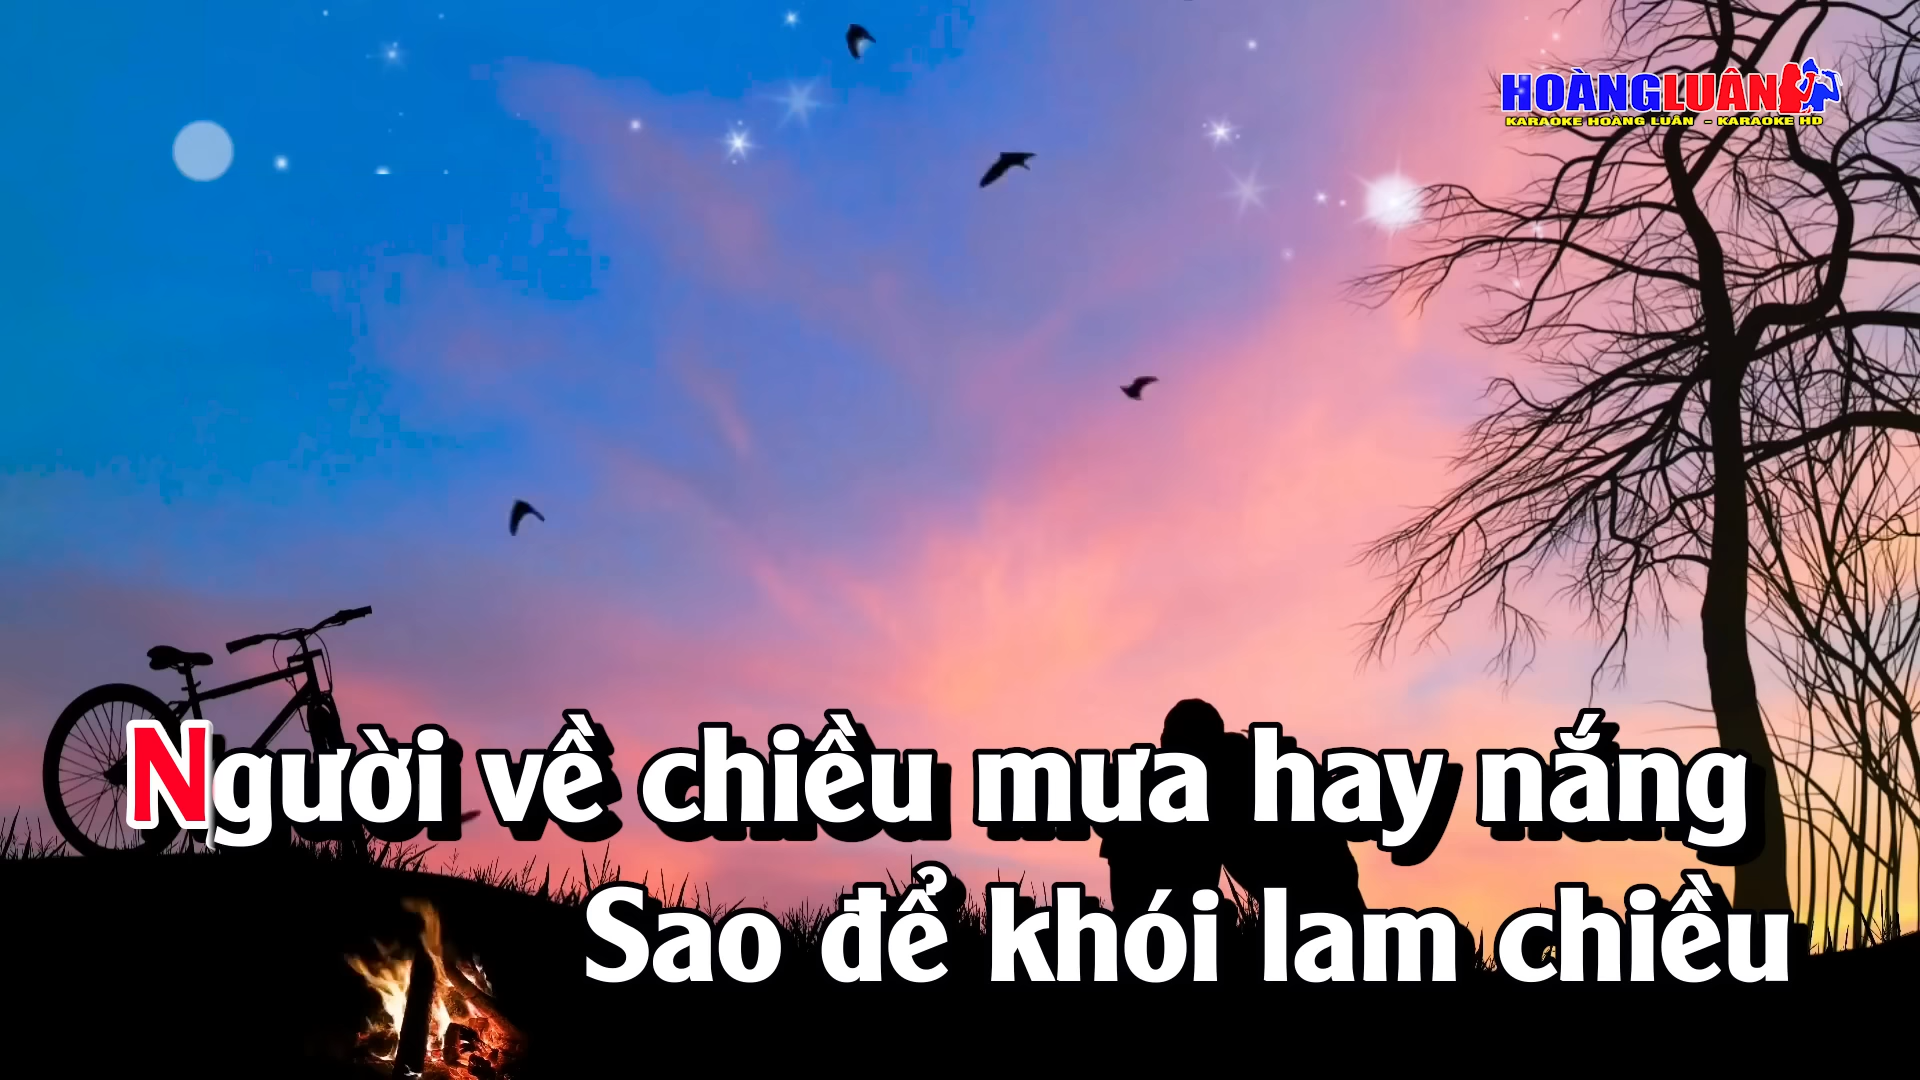 HOÀNGLUÂN
KARAOKE HOÀNG LUÂN - KARAOKE HD
Người về chiều mưa hay nắng
Sao để khói lam chiều